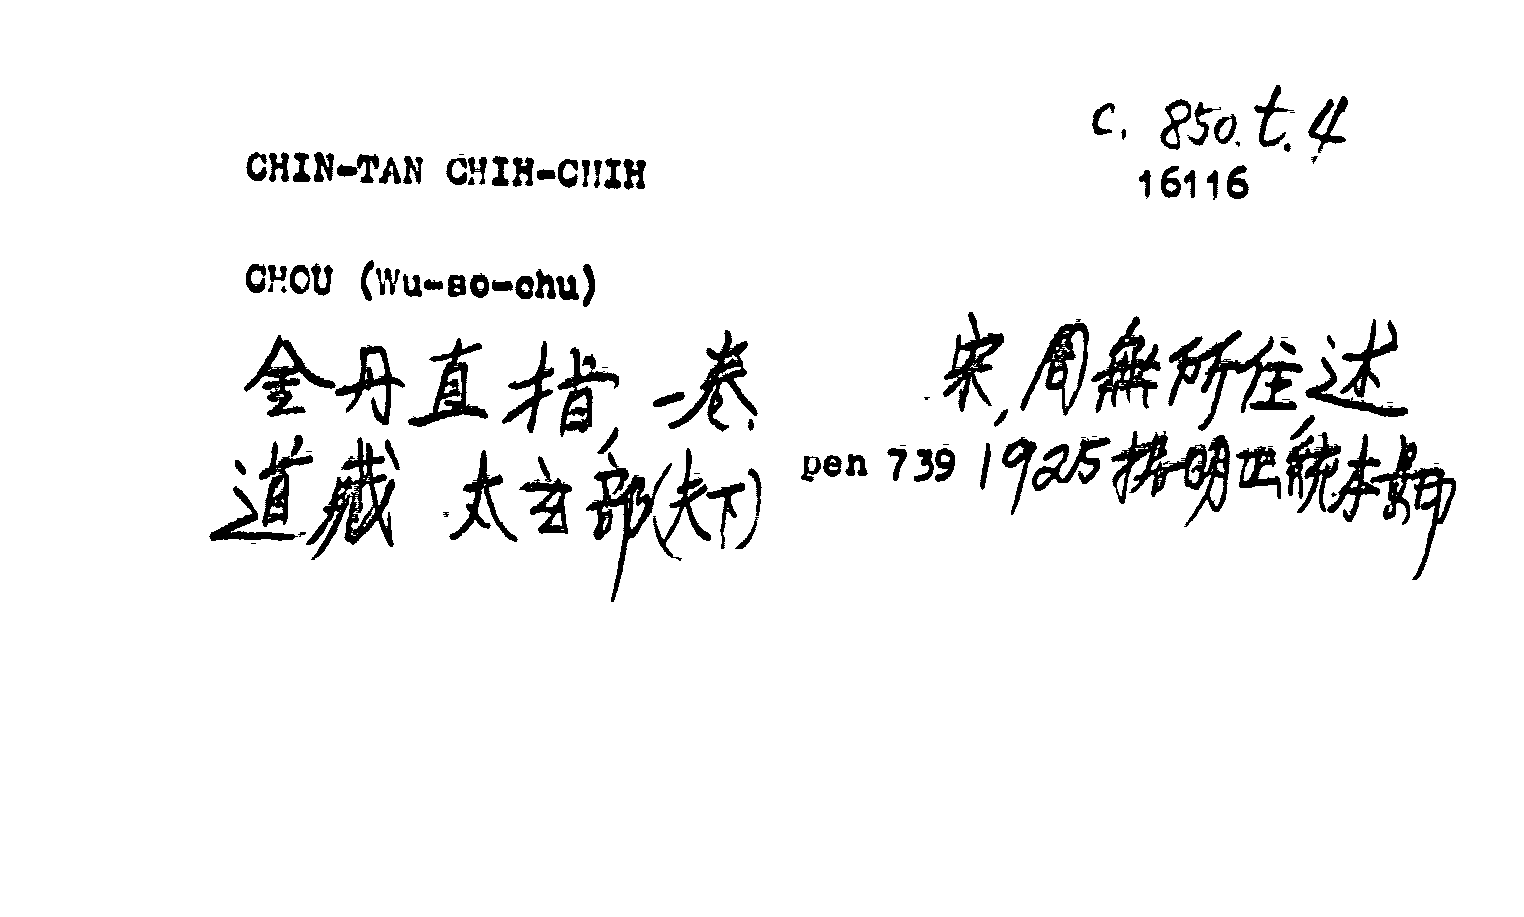 c. 850.t.4
16116
CHIN-TAN CHIH-CHIH
CHOU (Wu-so-chu)
金丹直指, 一卷. 宋, 周無所住述
道藏 太玄部(夫下) pen 739 1925 据明正統本影印